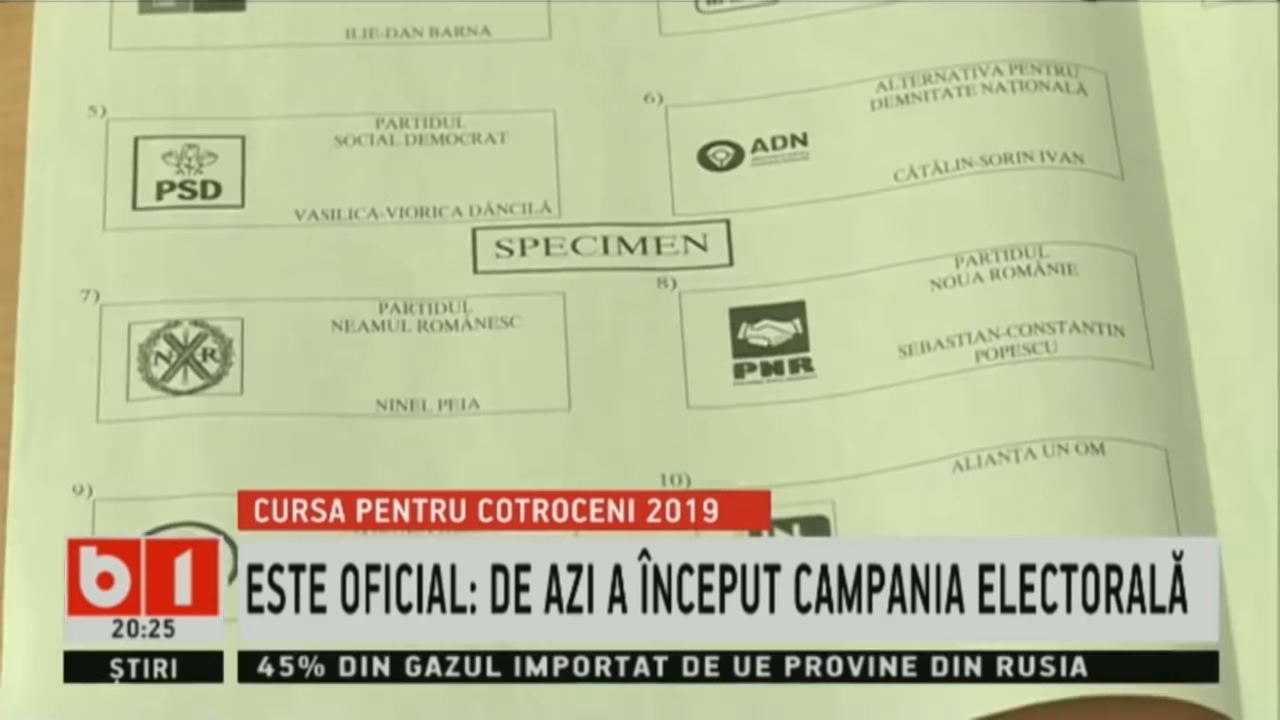 ILIE-DAN BARNA
5)
PARTIDUL
SOCIAL DEMOCRAT
PSD
VASILICA-VIORICA DĂNCILĂ
6)
ALTERNATIVA PENTRU
DEMNITATE NAȚIONALĂ
ADN
CĂTĂLIN-SORIN IVAN
SPECIMEN
7)
PARTIDUL
NEAMUL ROMÂNESC
N R
NINEL PEIA
8)
PARTIDUL
NOUA ROMÂNIE
PNR
SEBASTIAN-CONSTANTIN
POPESCU
9)
10)
ALIANȚA UN OM
CURSA PENTRU COTROCENI 2019
b1
ESTE OFICIAL: DE AZI A ÎNCEPUT CAMPANIA ELECTORALĂ
20:25
ȘTIRI
45% DIN GAZUL IMPORTAT DE UE PROVINE DIN RUSIA